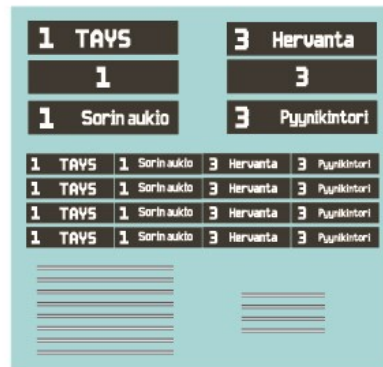 1 TAYS
3 Hervanta
1
3
1 Sorin aukio
3 Pyynikintori
1 TAYS 1 Sorin aukio 3 Hervanta 3 Pyynikintori
1 TAYS 1 Sorin aukio 3 Hervanta 3 Pyynikintori
1 TAYS 1 Sorin aukio 3 Hervanta 3 Pyynikintori
1 TAYS 1 Sorin aukio 3 Hervanta 3 Pyynikintori